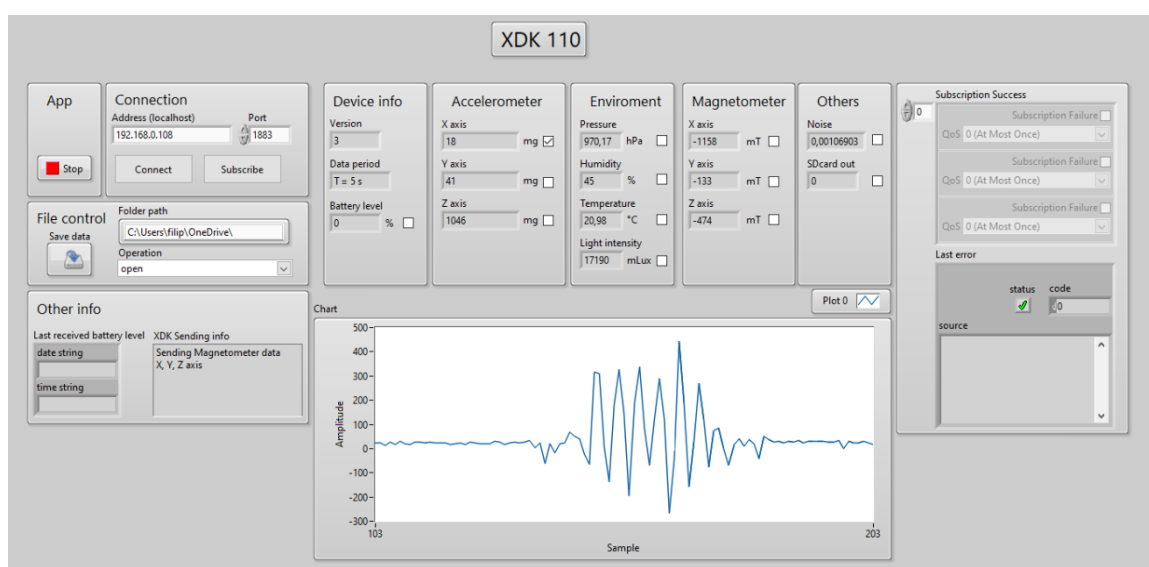 XDK 110
App
Stop
Connection
Address (localhost) Port
192.168.0.108 1883
Connect Subscribe
File control
Save data
Folder path
C:\Users\filip\OneDrive\
Operation
open
Other info
Last received battery level XDK Sending info
date string
time string
Sending Magnetometer data
X, Y, Z axis
Device info
Version
3
Data period
T = 5 s
Battery level
0 %
Accelerometer
X axis
18 mg
Y axis
41 mg
Z axis
1046 mg
Enviroment
Pressure
970,17 hPa
Humidity
45 %
Temperature
20,98 °C
Light intensity
17190 mLux
Magnetometer
X axis
-1158 mT
Y axis
-133 mT
Z axis
-474 mT
Others
Noise
0,00106903
SDcard out
0
Chart
Plot 0
Amplitude
500
400
300
200
100
0
-100
-200
-300
103 203
Sample
Subscription Success
0
Subscription Failure
QoS 0 (At Most Once)
Subscription Failure
QoS 0 (At Most Once)
Subscription Failure
QoS 0 (At Most Once)
Last error
status code
0
source